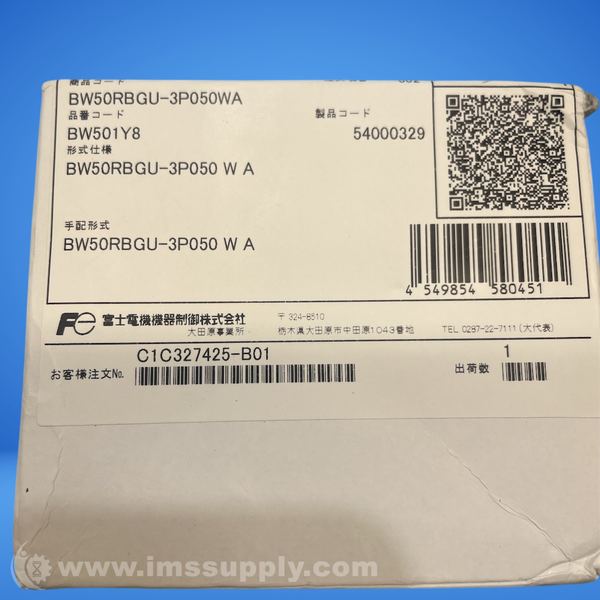 商品コード
BW50RBGU-3P050WA
品番コード 製品コード
BW501Y8 54000329
形式仕様
BW50RBGU-3P050 W A
手配形式
BW50RBGU-3P050 W A
4 549854 580451
Fe 富士電機機器制御株式会社 〒 324-8510
大田原事業所 栃木県大田原市中田原1043番地 TEL 0287-22-7111 (大代表)
C1C327425-B01 1
お客様注文No. 出荷数
www.imssupply.com